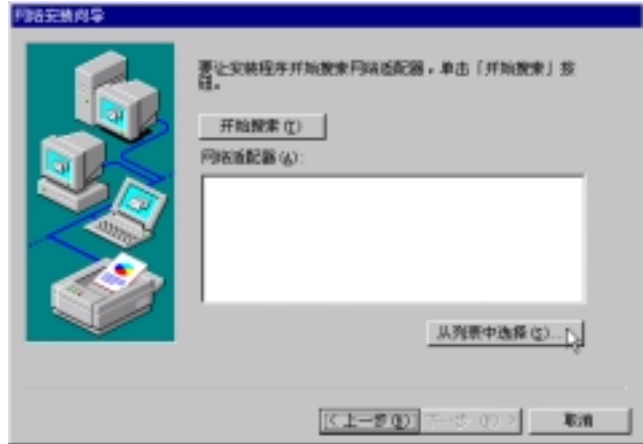 网络安装向导
要让安装程序开始搜索网络适配器，单击「开始搜索」按
钮。
开始搜索(T)
网络适配器(A):
从列表中选择(S)...
<上一步(B)
下一步(N)>
取消